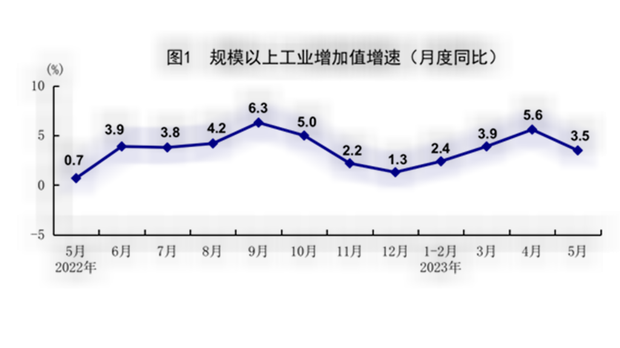 图1 规模以上工业增加值增速（月度同比）
(%)
10
5
0
-5
0.7 3.9 3.8 4.2 6.3 5.0 2.2 1.3 2.4 3.9 5.6 3.5
5月 6月 7月 8月 9月 10月 11月 12月 1-2月 3月 4月 5月
2022年 2023年